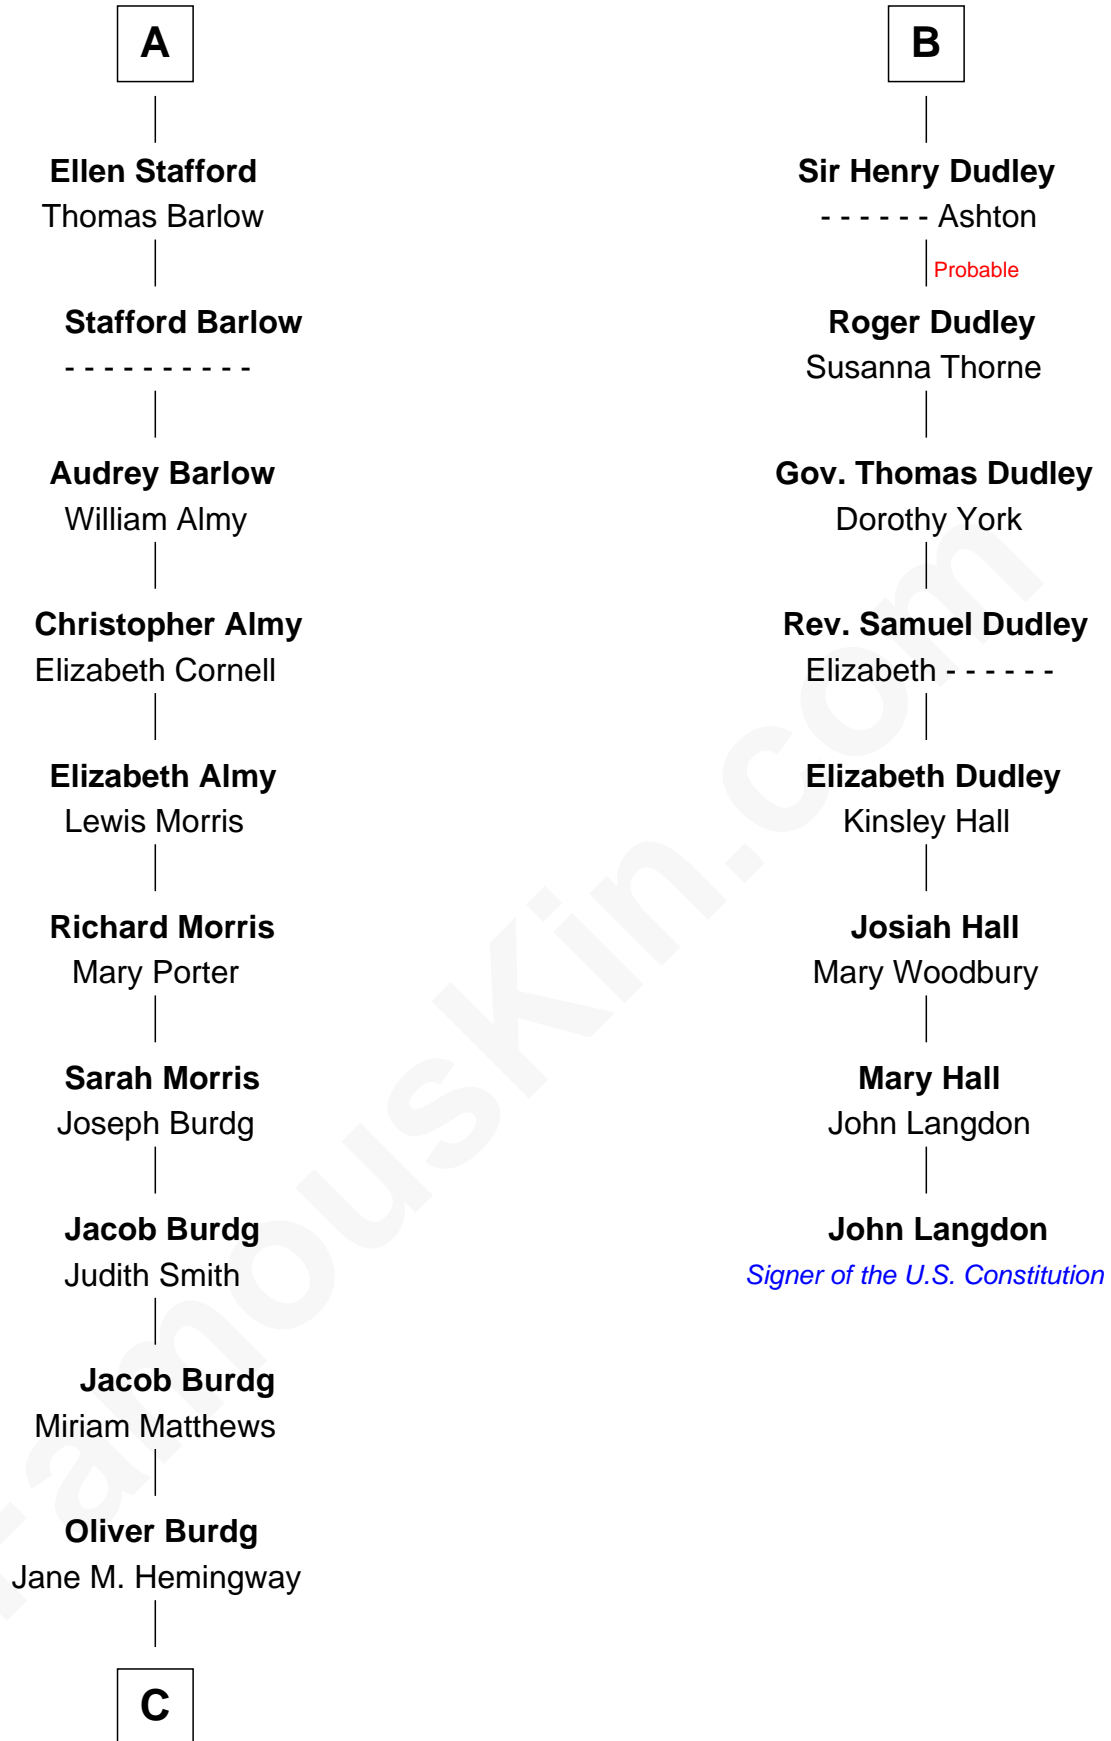 A
Ellen Stafford
Thomas Barlow
Stafford Barlow
- - - - - - - - - -
Audrey Barlow
William Almy
Christopher Almy
Elizabeth Cornell
Elizabeth Almy
Lewis Morris
Richard Morris
Mary Porter
Sarah Morris
Joseph Burdg
Jacob Burdg
Judith Smith
Jacob Burdg
Miriam Matthews
Oliver Burdg
Jane M. Hemingway
C
B
Sir Henry Dudley
- - - - - - Ashton
Probable
Roger Dudley
Susanna Thorne
Gov. Thomas Dudley
Dorothy York
Rev. Samuel Dudley
Elizabeth - - - - - -
Elizabeth Dudley
Kinsley Hall
Josiah Hall
Mary Woodbury
Mary Hall
John Langdon
John Langdon
Signer of the U.S. Constitution
FamousKin.com